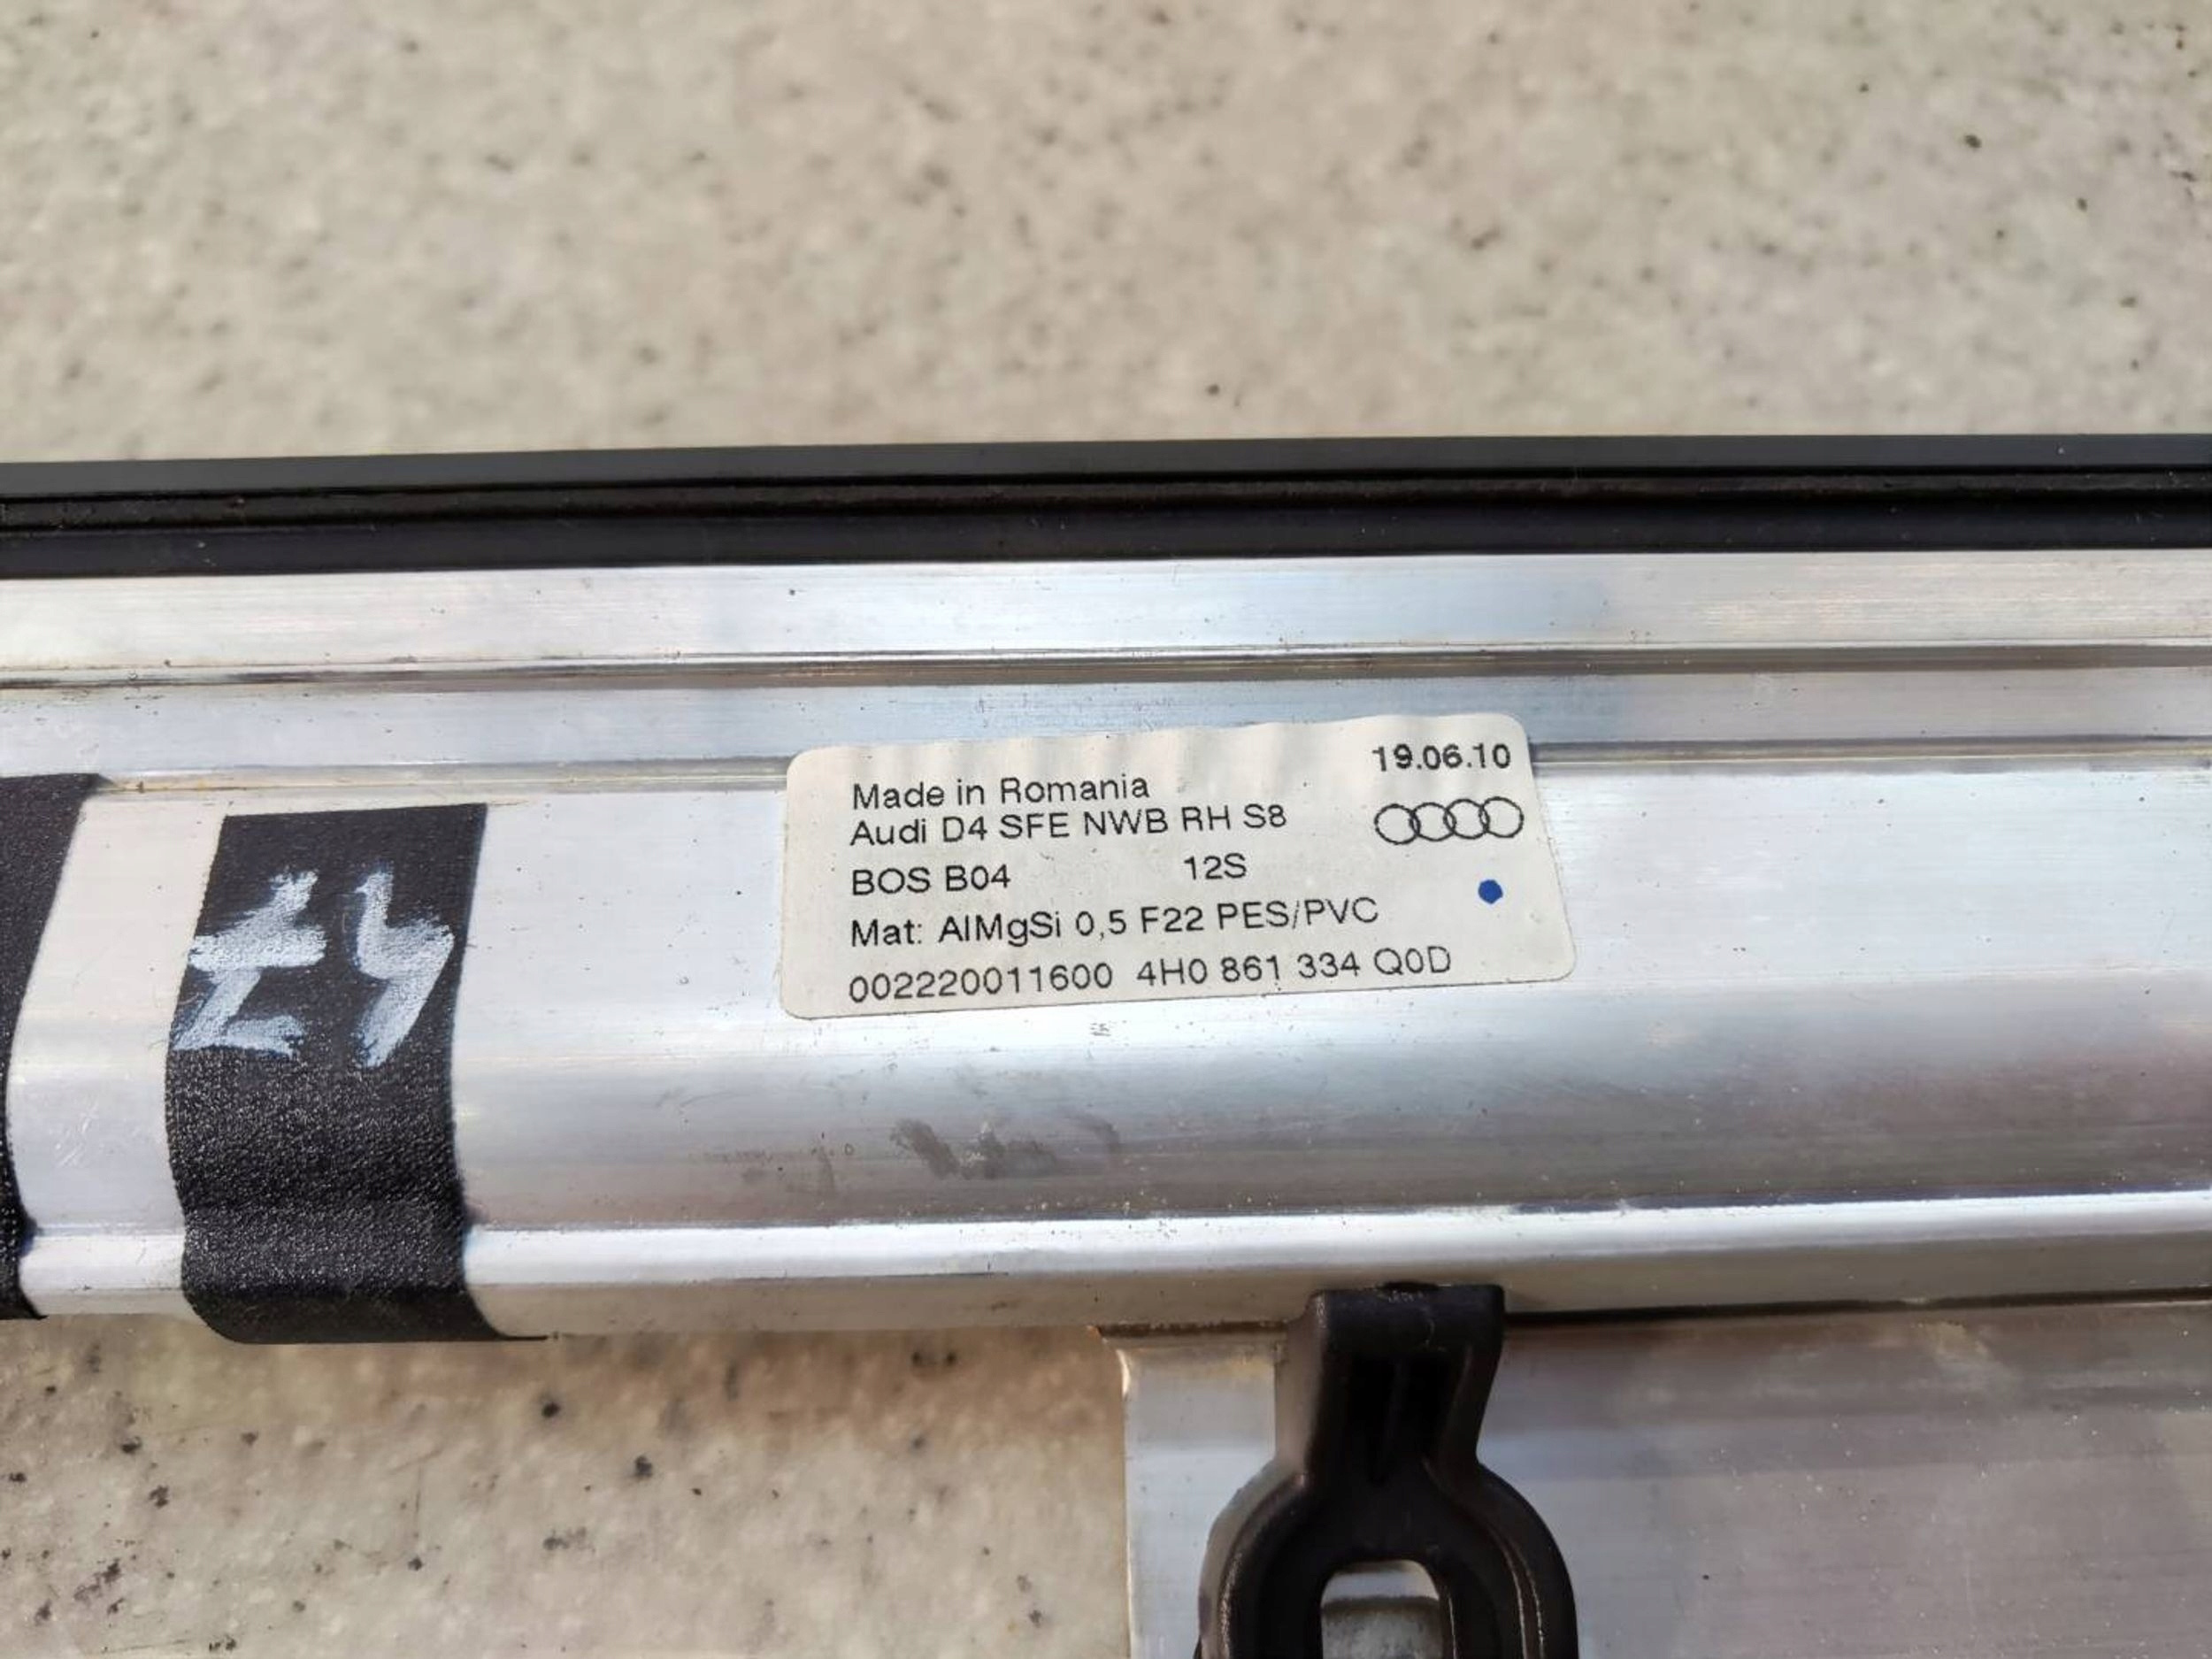 Made in Romania 19.06.10
Audi D4 SFE NWB RH S8
BOS B04 12S
Mat: AlMgSi 0,5 F22 PES/PVC
002220011600 4H0 861 334 Q0D